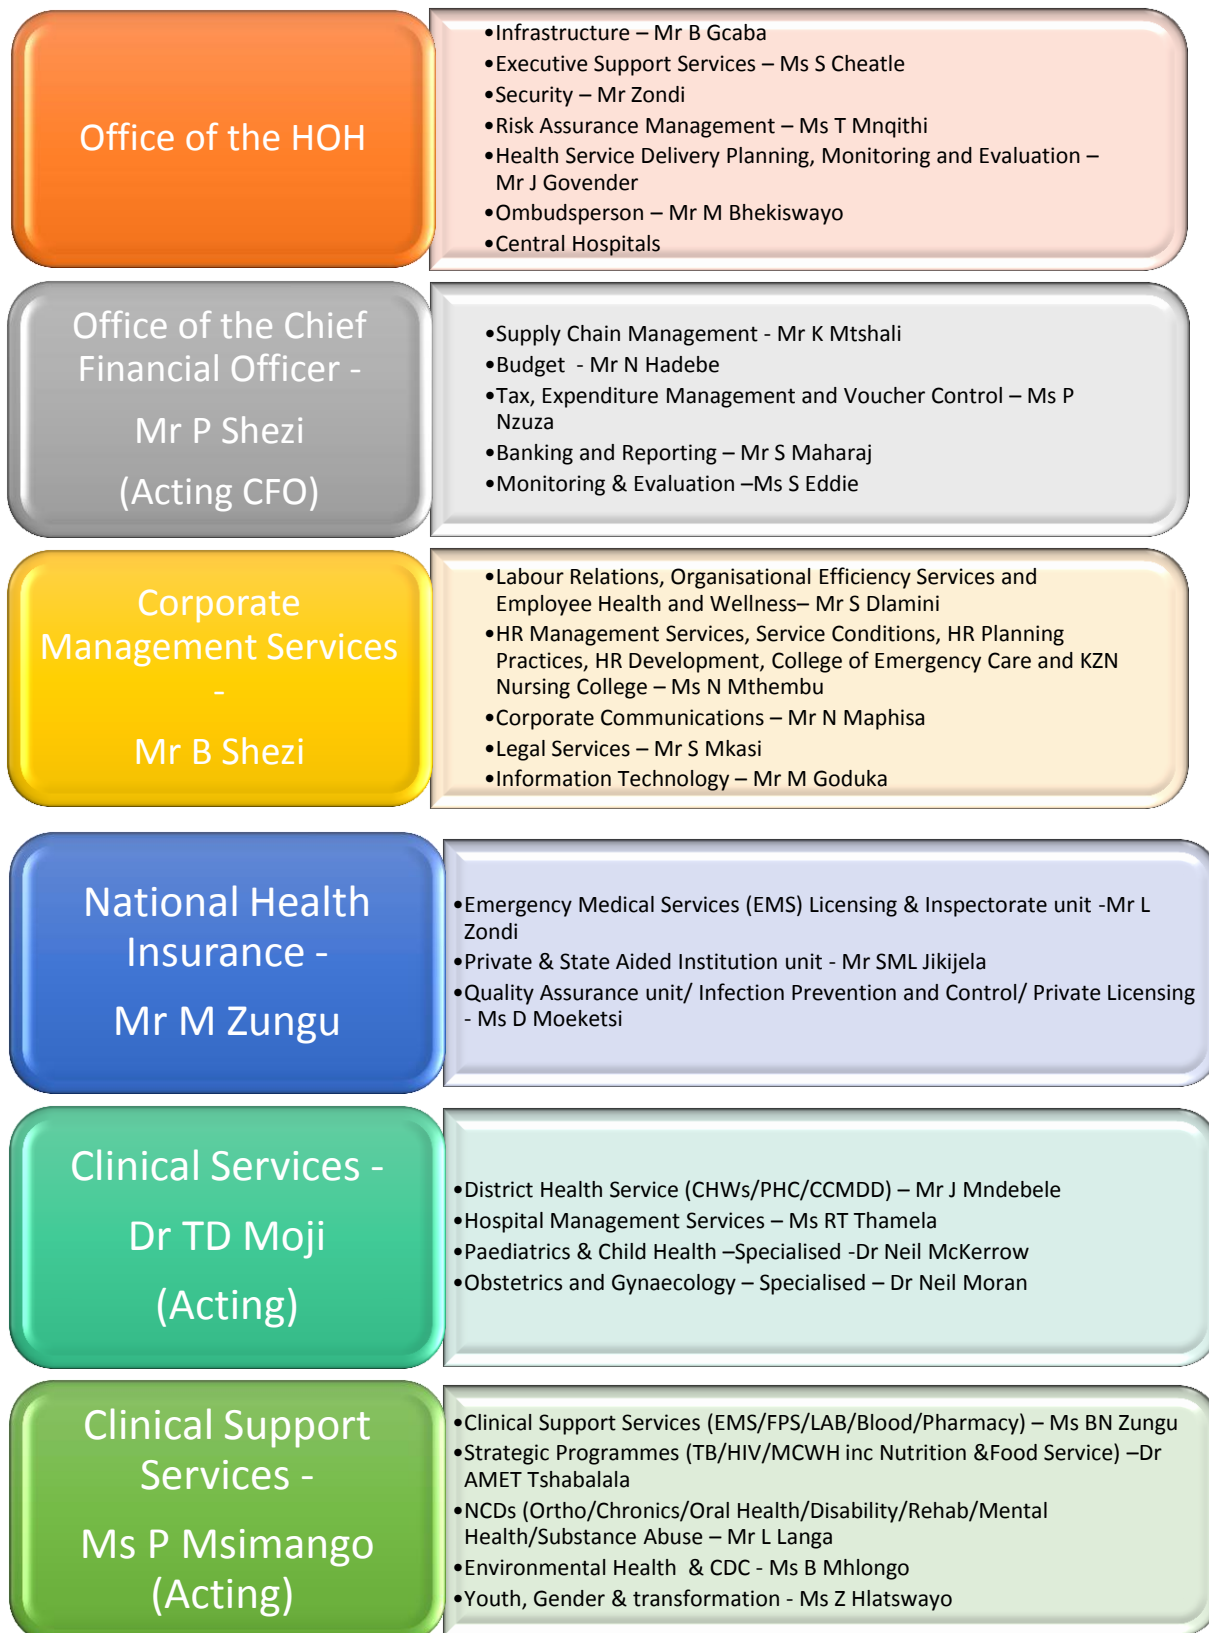 Office of the HOH
•Infrastructure – Mr B Gcaba
•Executive Support Services – Ms S Cheatle
•Security – Mr Zondi
•Risk Assurance Management – Ms T Mnqithi
•Health Service Delivery Planning, Monitoring and Evaluation –
Mr J Govender
•Ombudsperson – Mr M Bhekiswayo
•Central Hospitals
Office of the Chief
Financial Officer -
Mr P Shezi
(Acting CFO)
•Supply Chain Management - Mr K Mtshali
•Budget  - Mr N Hadebe
•Tax, Expenditure Management and Voucher Control – Ms P
Nzuza
•Banking and Reporting – Mr S Maharaj
•Monitoring & Evaluation –Ms S Eddie
Corporate
Management Services
-
Mr B Shezi
•Labour Relations, Organisational Efficiency Services and
Employee Health and Wellness– Mr S Dlamini
•HR Management Services, Service Conditions, HR Planning
Practices, HR Development, College of Emergency Care and KZN
Nursing College – Ms N Mthembu
•Corporate Communications – Mr N Maphisa
•Legal Services – Mr S Mkasi
•Information Technology – Mr M Goduka
National Health
Insurance -
Mr M Zungu
•Emergency Medical Services (EMS) Licensing & Inspectorate unit -Mr L
Zondi
•Private & State Aided Institution unit - Mr SML Jikijela
•Quality Assurance unit/ Infection Prevention and Control/ Private Licensing
- Ms D Moeketsi
Clinical Services -
Dr TD Moji
(Acting)
•District Health Service (CHWs/PHC/CCMDD) – Mr J Mndebele
•Hospital Management Services – Ms RT Thamela
•Paediatrics & Child Health –Specialised -Dr Neil McKerrow
•Obstetrics and Gynaecology – Specialised – Dr Neil Moran
Clinical Support
Services -
Ms P Msimango
(Acting)
•Clinical Support Services (EMS/FPS/LAB/Blood/Pharmacy) – Ms BN Zungu
•Strategic Programmes (TB/HIV/MCWH inc Nutrition &Food Service) –Dr
AMET Tshabalala
•NCDs (Ortho/Chronics/Oral Health/Disability/Rehab/Mental
Health/Substance Abuse – Mr L Langa
•Environmental Health  & CDC - Ms B Mhlongo
•Youth, Gender & transformation - Ms Z Hlatswayo